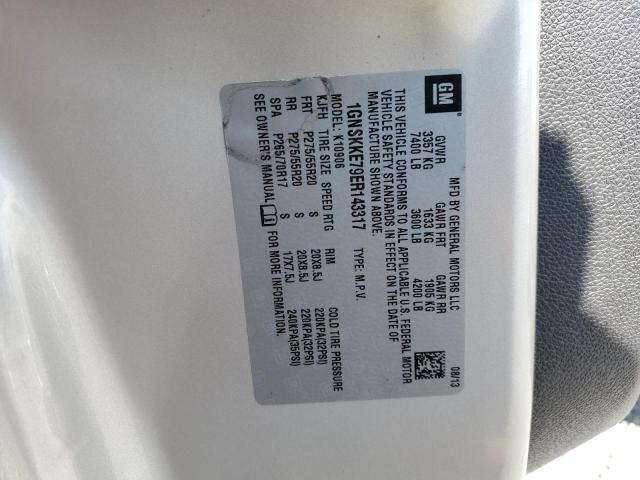 GM
MFD BY GENERAL MOTORS LLC 08/13
GVWR GAWR FRT GAWR RR
3357 KG 1633 KG 1905 KG
7400 LB 3600 LB 4200 LB
THIS VEHICLE CONFORMS TO ALL APPLICABLE U.S. FEDERAL MOTOR
VEHICLE SAFETY STANDARDS IN EFFECT ON THE DATE OF
MANUFACTURE SHOWN ABOVE.
1GNSKKE79ER143317 TYPE: M.P.V.
MODEL: K10906
KJFH TIRE SIZE SPEED RTG RIM COLD TIRE PRESSURE
FRT P275/55R20 S 20X8.5J 220KPA(32PSI)
RR P275/55R20 S 20X8.5J 220KPA(32PSI)
SPA P265/70R17 S 17X7.5J 240KPA(35PSI)
SEE OWNER'S MANUAL FOR MORE INFORMATION.